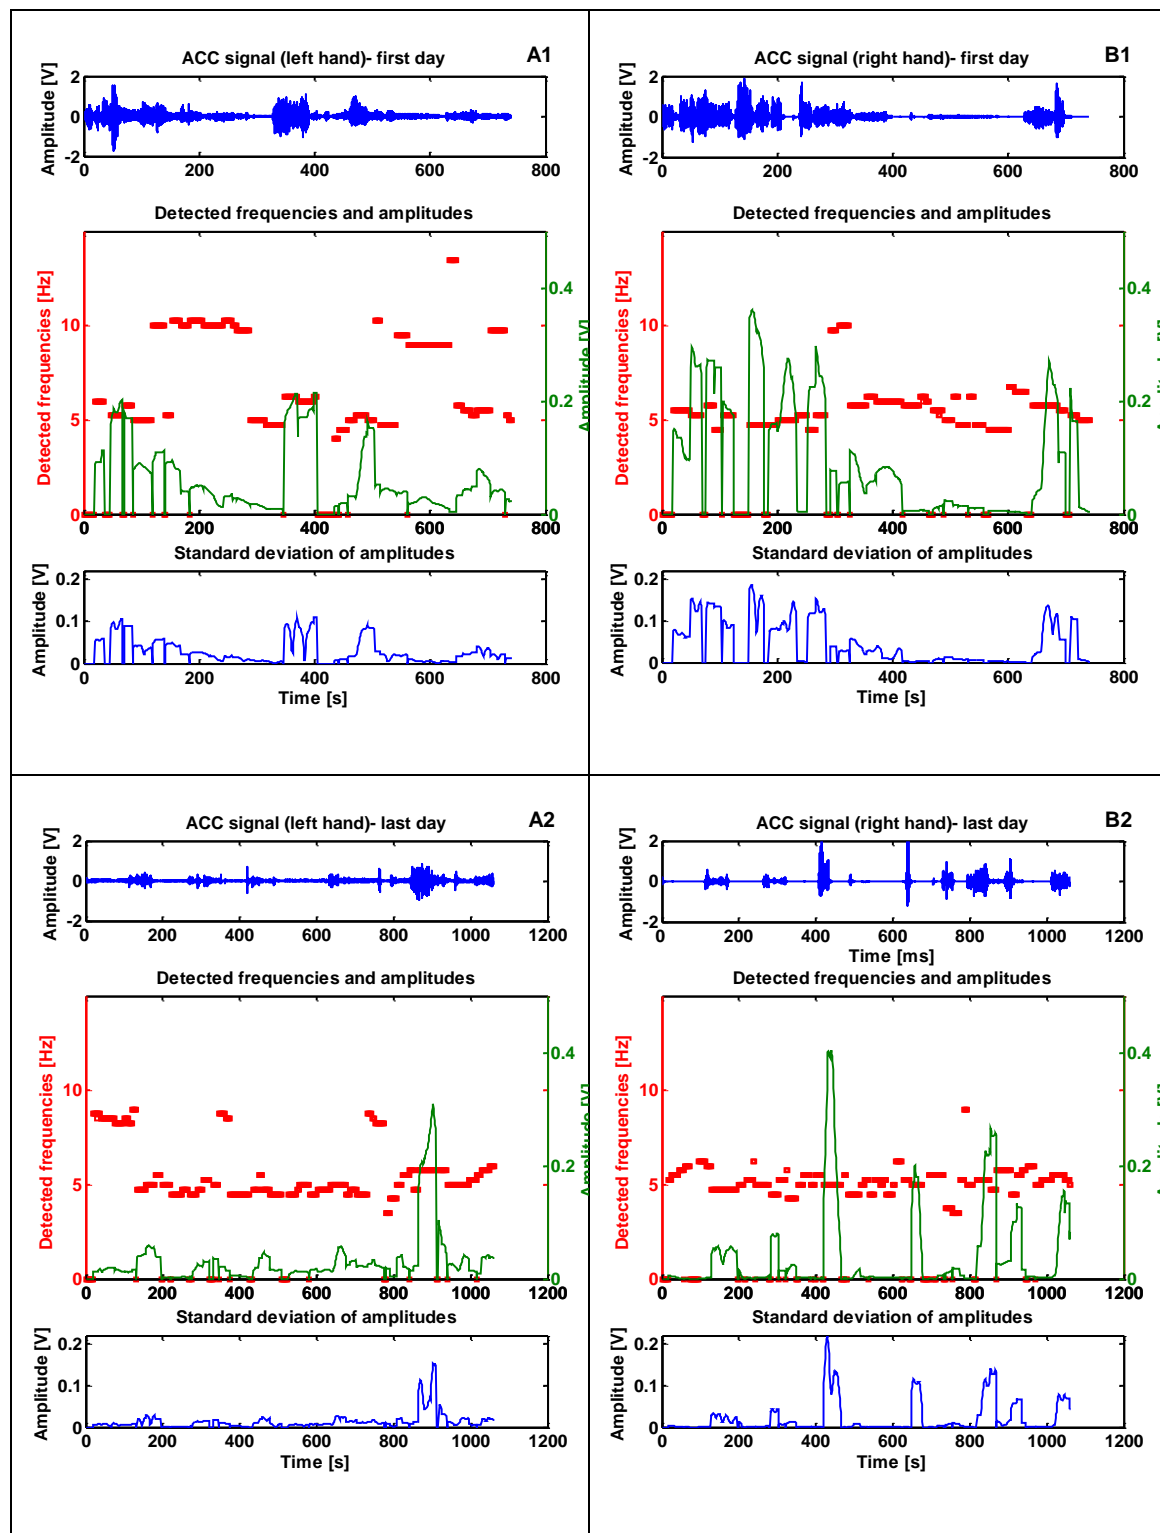 ACC signal (left hand)- first day
A1
Amplitude [V]
2
0
-2
0 200 400 600 800
Detected frequencies and amplitudes
Detected frequencies [Hz]
10
5
0
0.4
0.2
0
Amplitude [V]
0 200 400 600 800
Standard deviation of amplitudes
Amplitude [V]
0.2
0.1
0
0 200 400 600 800
Time [s]
ACC signal (right hand)- first day
B1
Amplitude [V]
2
0
-2
0 200 400 600 800
Detected frequencies and amplitudes
Detected frequencies [Hz]
10
5
0
0.4
0.2
0
0 200 400 600 800
Standard deviation of amplitudes
Amplitude [V]
0.2
0.1
0
0 200 400 600 800
Time [s]
ACC signal (left hand)- last day
A2
Amplitude [V]
2
0
-2
0 200 400 600 800 1000 1200
Detected frequencies and amplitudes
Detected frequencies [Hz]
10
5
0
0.4
0.2
0
Amplitude [V]
0 200 400 600 800 1000 1200
Standard deviation of amplitudes
Amplitude [V]
0.2
0.1
0
0 200 400 600 800 1000 1200
Time [s]
ACC signal (right hand)- last day
B2
Amplitude [V]
2
0
-2
0 200 400 600 800 1000 1200
Time [ms]
Detected frequencies and amplitudes
Detected frequencies [Hz]
10
5
0
0.4
0.2
0
0 200 400 600 800 1000 1200
Standard deviation of amplitudes
Amplitude [V]
0.2
0.1
0
0 200 400 600 800 1000 1200
Time [s]